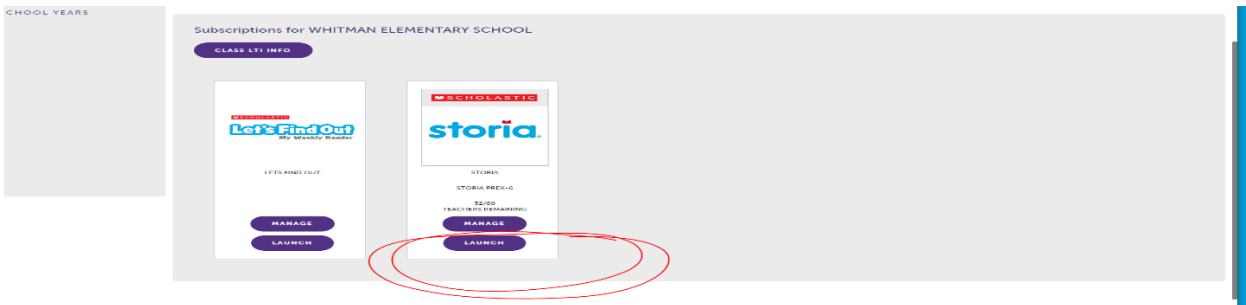 CHOOL YEARS
Subscriptions for WHITMAN ELEMENTARY SCHOOL
CLASS LTI INFO
SCHOLASTIC
Let's Find Out
My Weekly Reader
LETS FIND OUT
MANAGE
LAUNCH
SCHOLASTIC
storia.
STORIA
STORIA PREK-6
52/60
TEACHERS REMAINING
MANAGE
LAUNCH